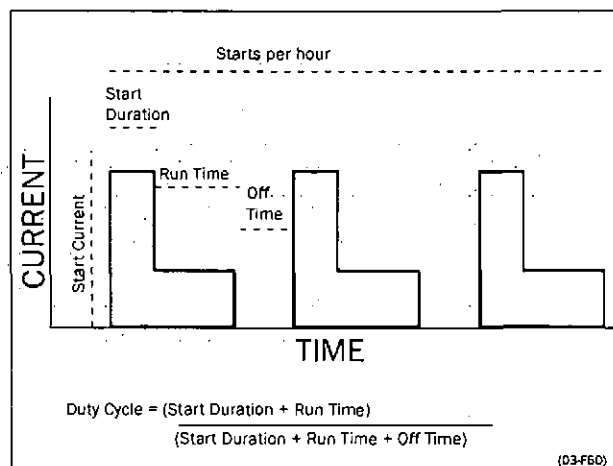 Starts per hour
Start
Duration
Run Time
Off
Time
Start Current
CURRENT
TIME
Duty Cycle = (Start Duration + Run Time)
(Start Duration + Run Time + Off Time)
(03-F60)